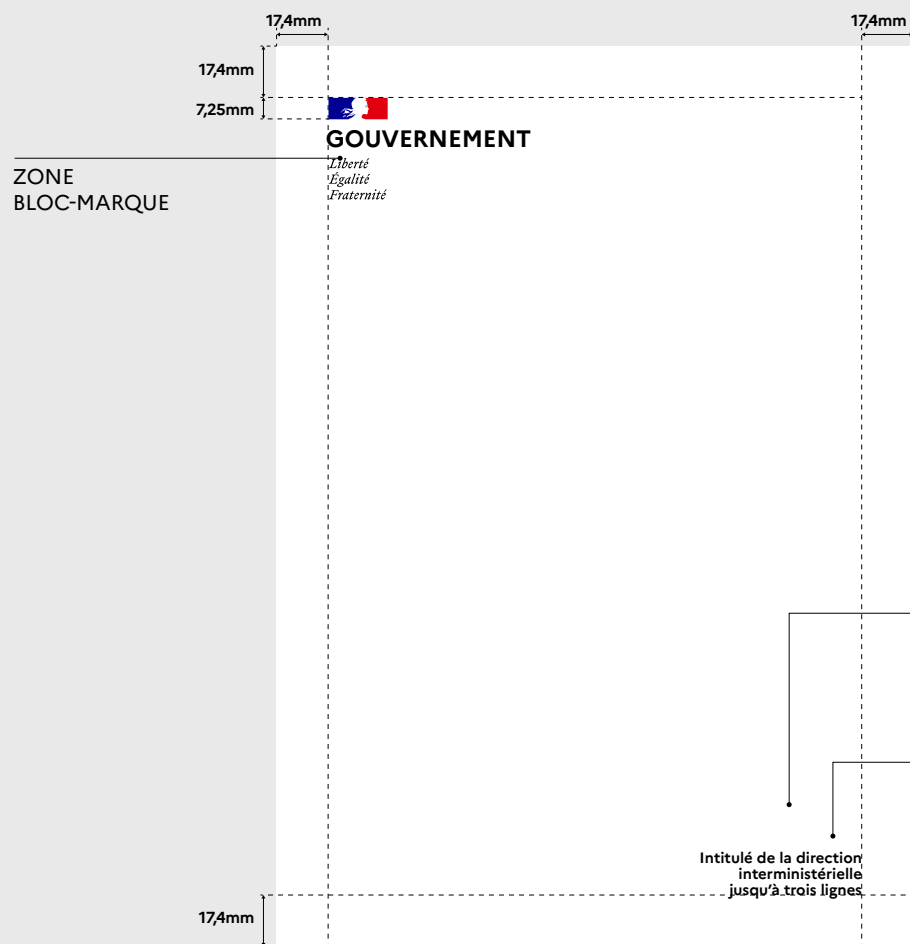 17,4mm
17,4mm
17,4mm
7,25mm
GOUVERNEMENT
Liberté
Égalité
Fraternité
ZONE
BLOC-MARQUE
Intitulé de la direction
interministérielle
jusqu'à trois lignes
17,4mm